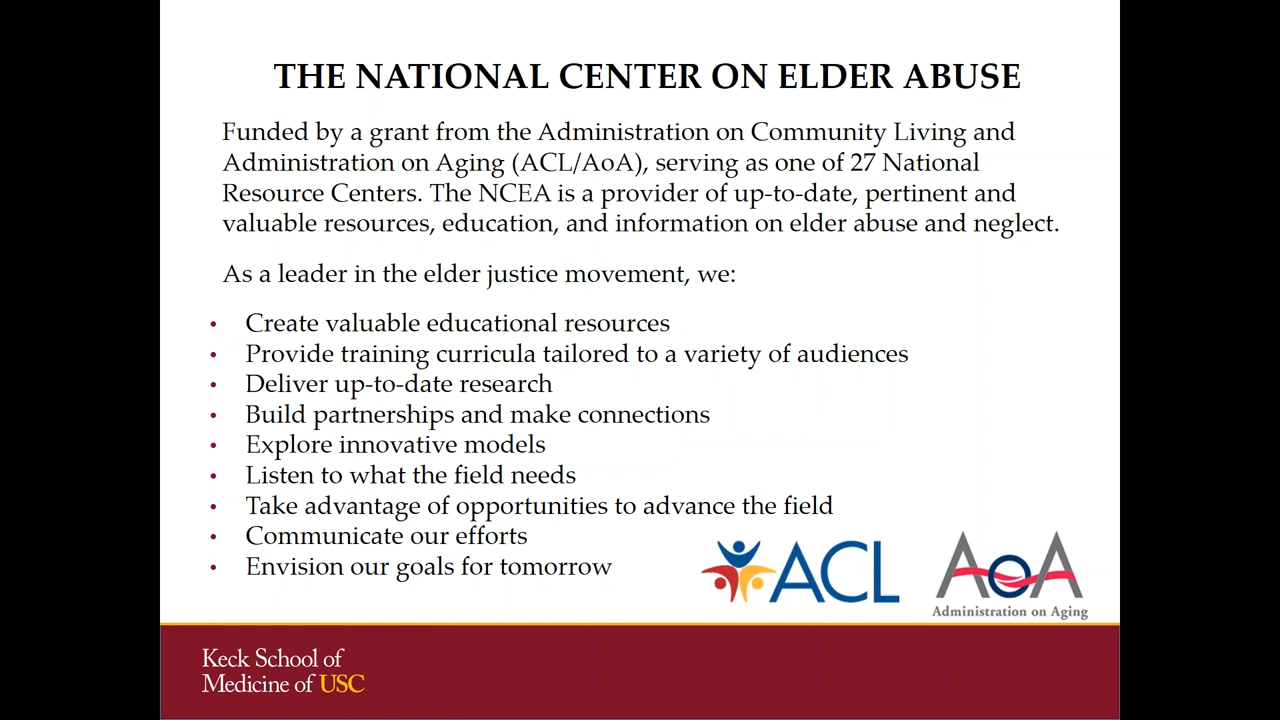 THE NATIONAL CENTER ON ELDER ABUSE
Funded by a grant from the Administration on Community Living and
Administration on Aging (ACL/AoA), serving as one of 27 National
Resource Centers. The NCEA is a provider of up-to-date, pertinent and
valuable resources, education, and information on elder abuse and neglect.
As a leader in the elder justice movement, we:
• Create valuable educational resources
• Provide training curricula tailored to a variety of audiences
• Deliver up-to-date research
• Build partnerships and make connections
• Explore innovative models
• Listen to what the field needs
• Take advantage of opportunities to advance the field
• Communicate our efforts
• Envision our goals for tomorrow
ACL
AoA
Administration on Aging
Keck School of
Medicine of USC